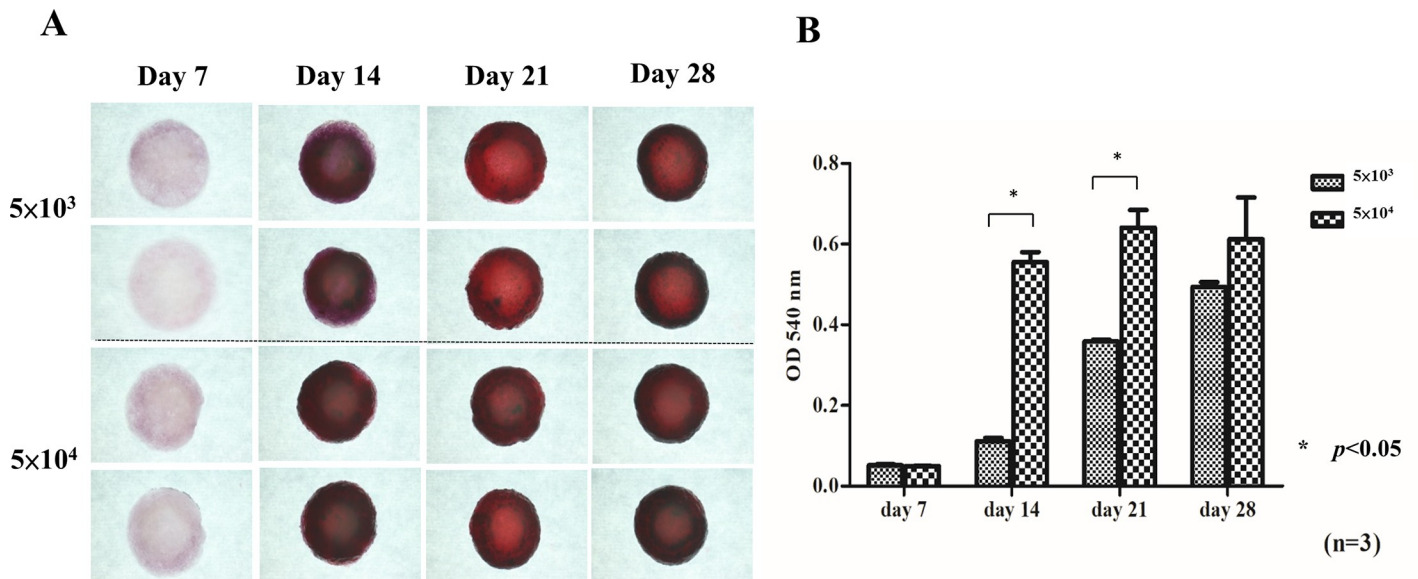 A
Day 7 Day 14 Day 21 Day 28
5×10³
5×10⁴
B
OD 540 nm
0.8
0.6
0.4
0.2
0.0
*
*
day 7 day 14 day 21 day 28
5×10³
5×10⁴
* p<0.05
(n=3)